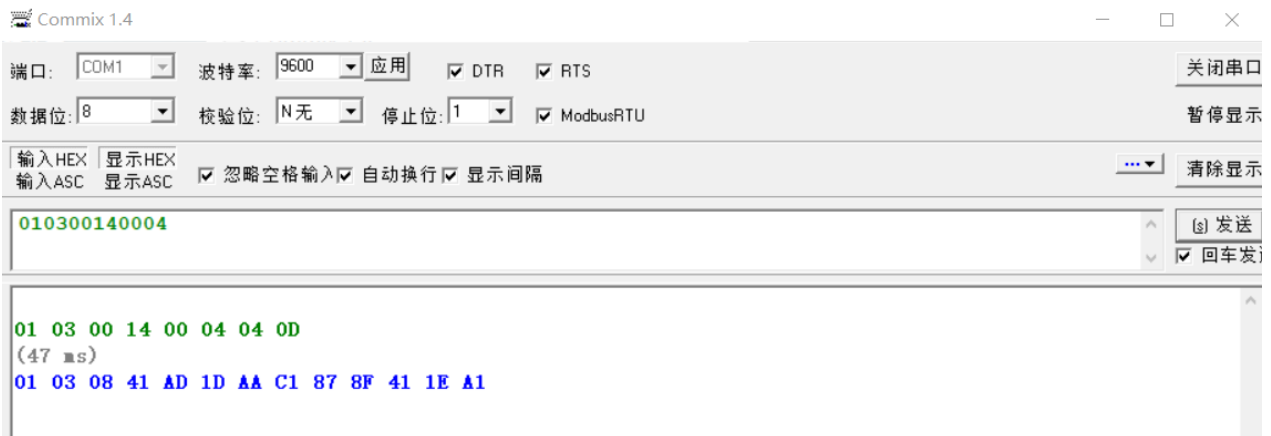 Commix 1.4
端口: COM1 波特率: 9600 应用 DTR RTS 关闭串口
数据位: 8 校验位: N无 停止位: 1 ModbusRTU 暂停显示
输入HEX 显示HEX 忽略空格输入 自动换行 显示间隔 ... 清除显示
输入ASC 显示ASC
010300140004 (s) 发送
回车发
01 03 00 14 00 04 04 0D
(47 ms)
01 03 08 41 AD 1D AA C1 87 8F 41 1E A1